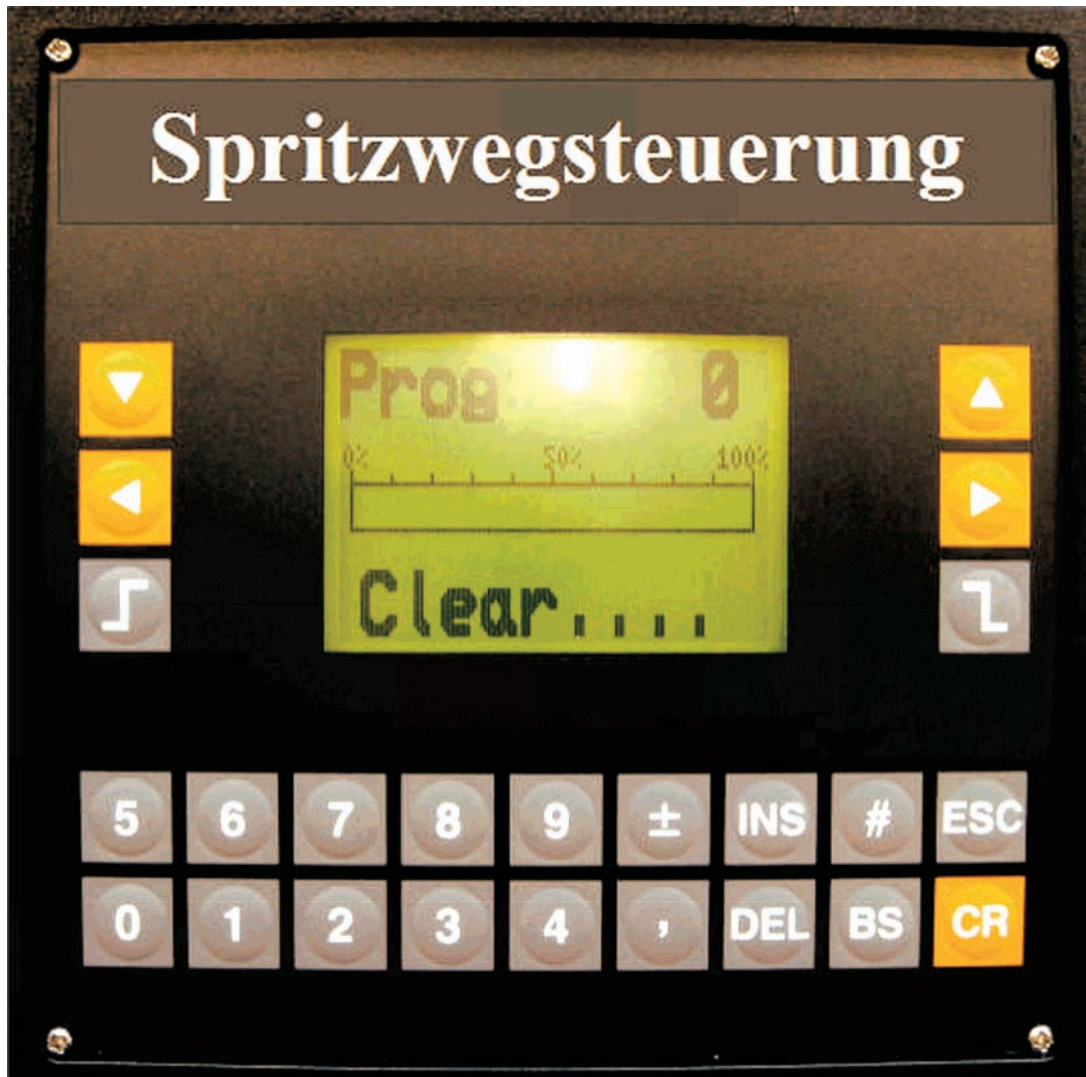 Spritzwegsteuerung
Prog 0
0% 50% 100%
Clear....
5 6 7 8 9 ± INS # ESC
0 1 2 3 4 , DEL BS CR